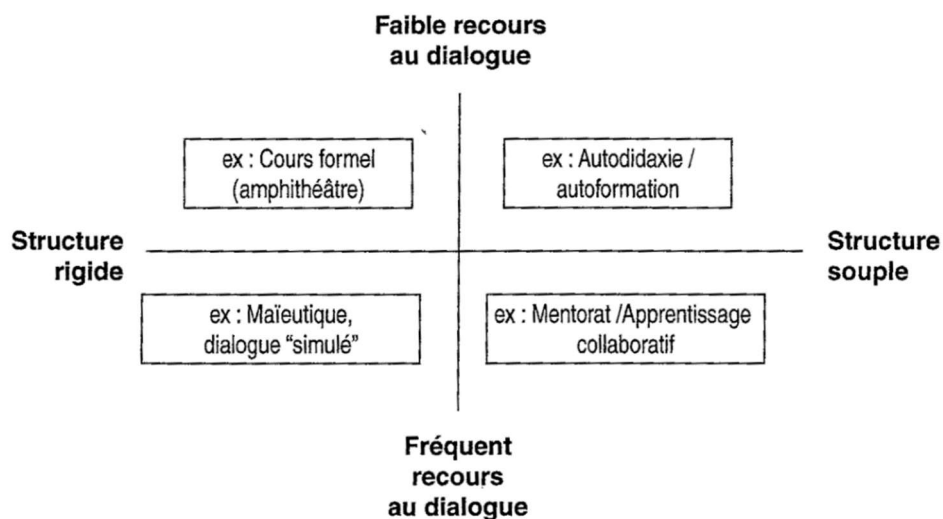 Faible recours
au dialogue
ex : Cours formel
(amphithéâtre)
ex : Autodidaxie /
autoformation
Structure
rigide
Structure
souple
ex : Maïeutique,
dialogue "simulé"
ex : Mentorat /Apprentissage
collaboratif
Fréquent
recours
au dialogue